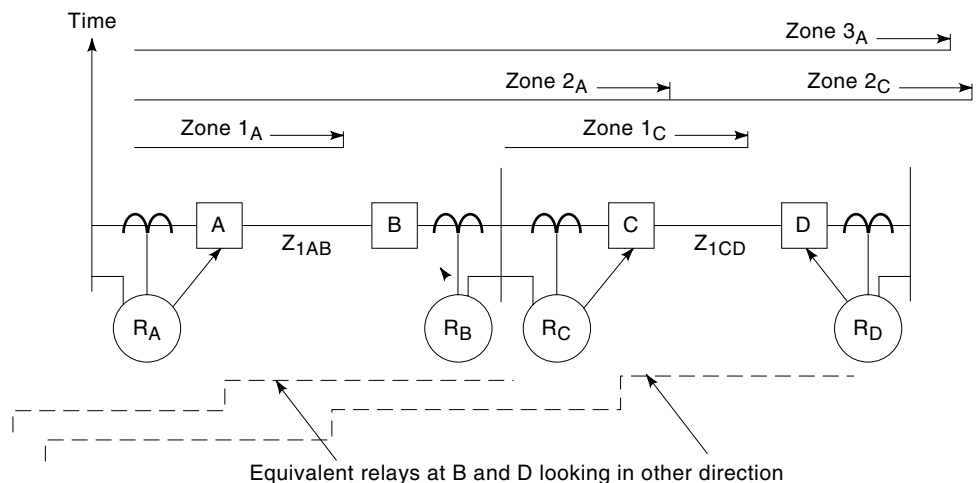 Time
Zone 3A
Zone 2A
Zone 2C
Zone 1A
Zone 1C
A
Z1AB
B
C
Z1CD
D
RA
RB
RC
RD
Equivalent relays at B and D looking in other direction